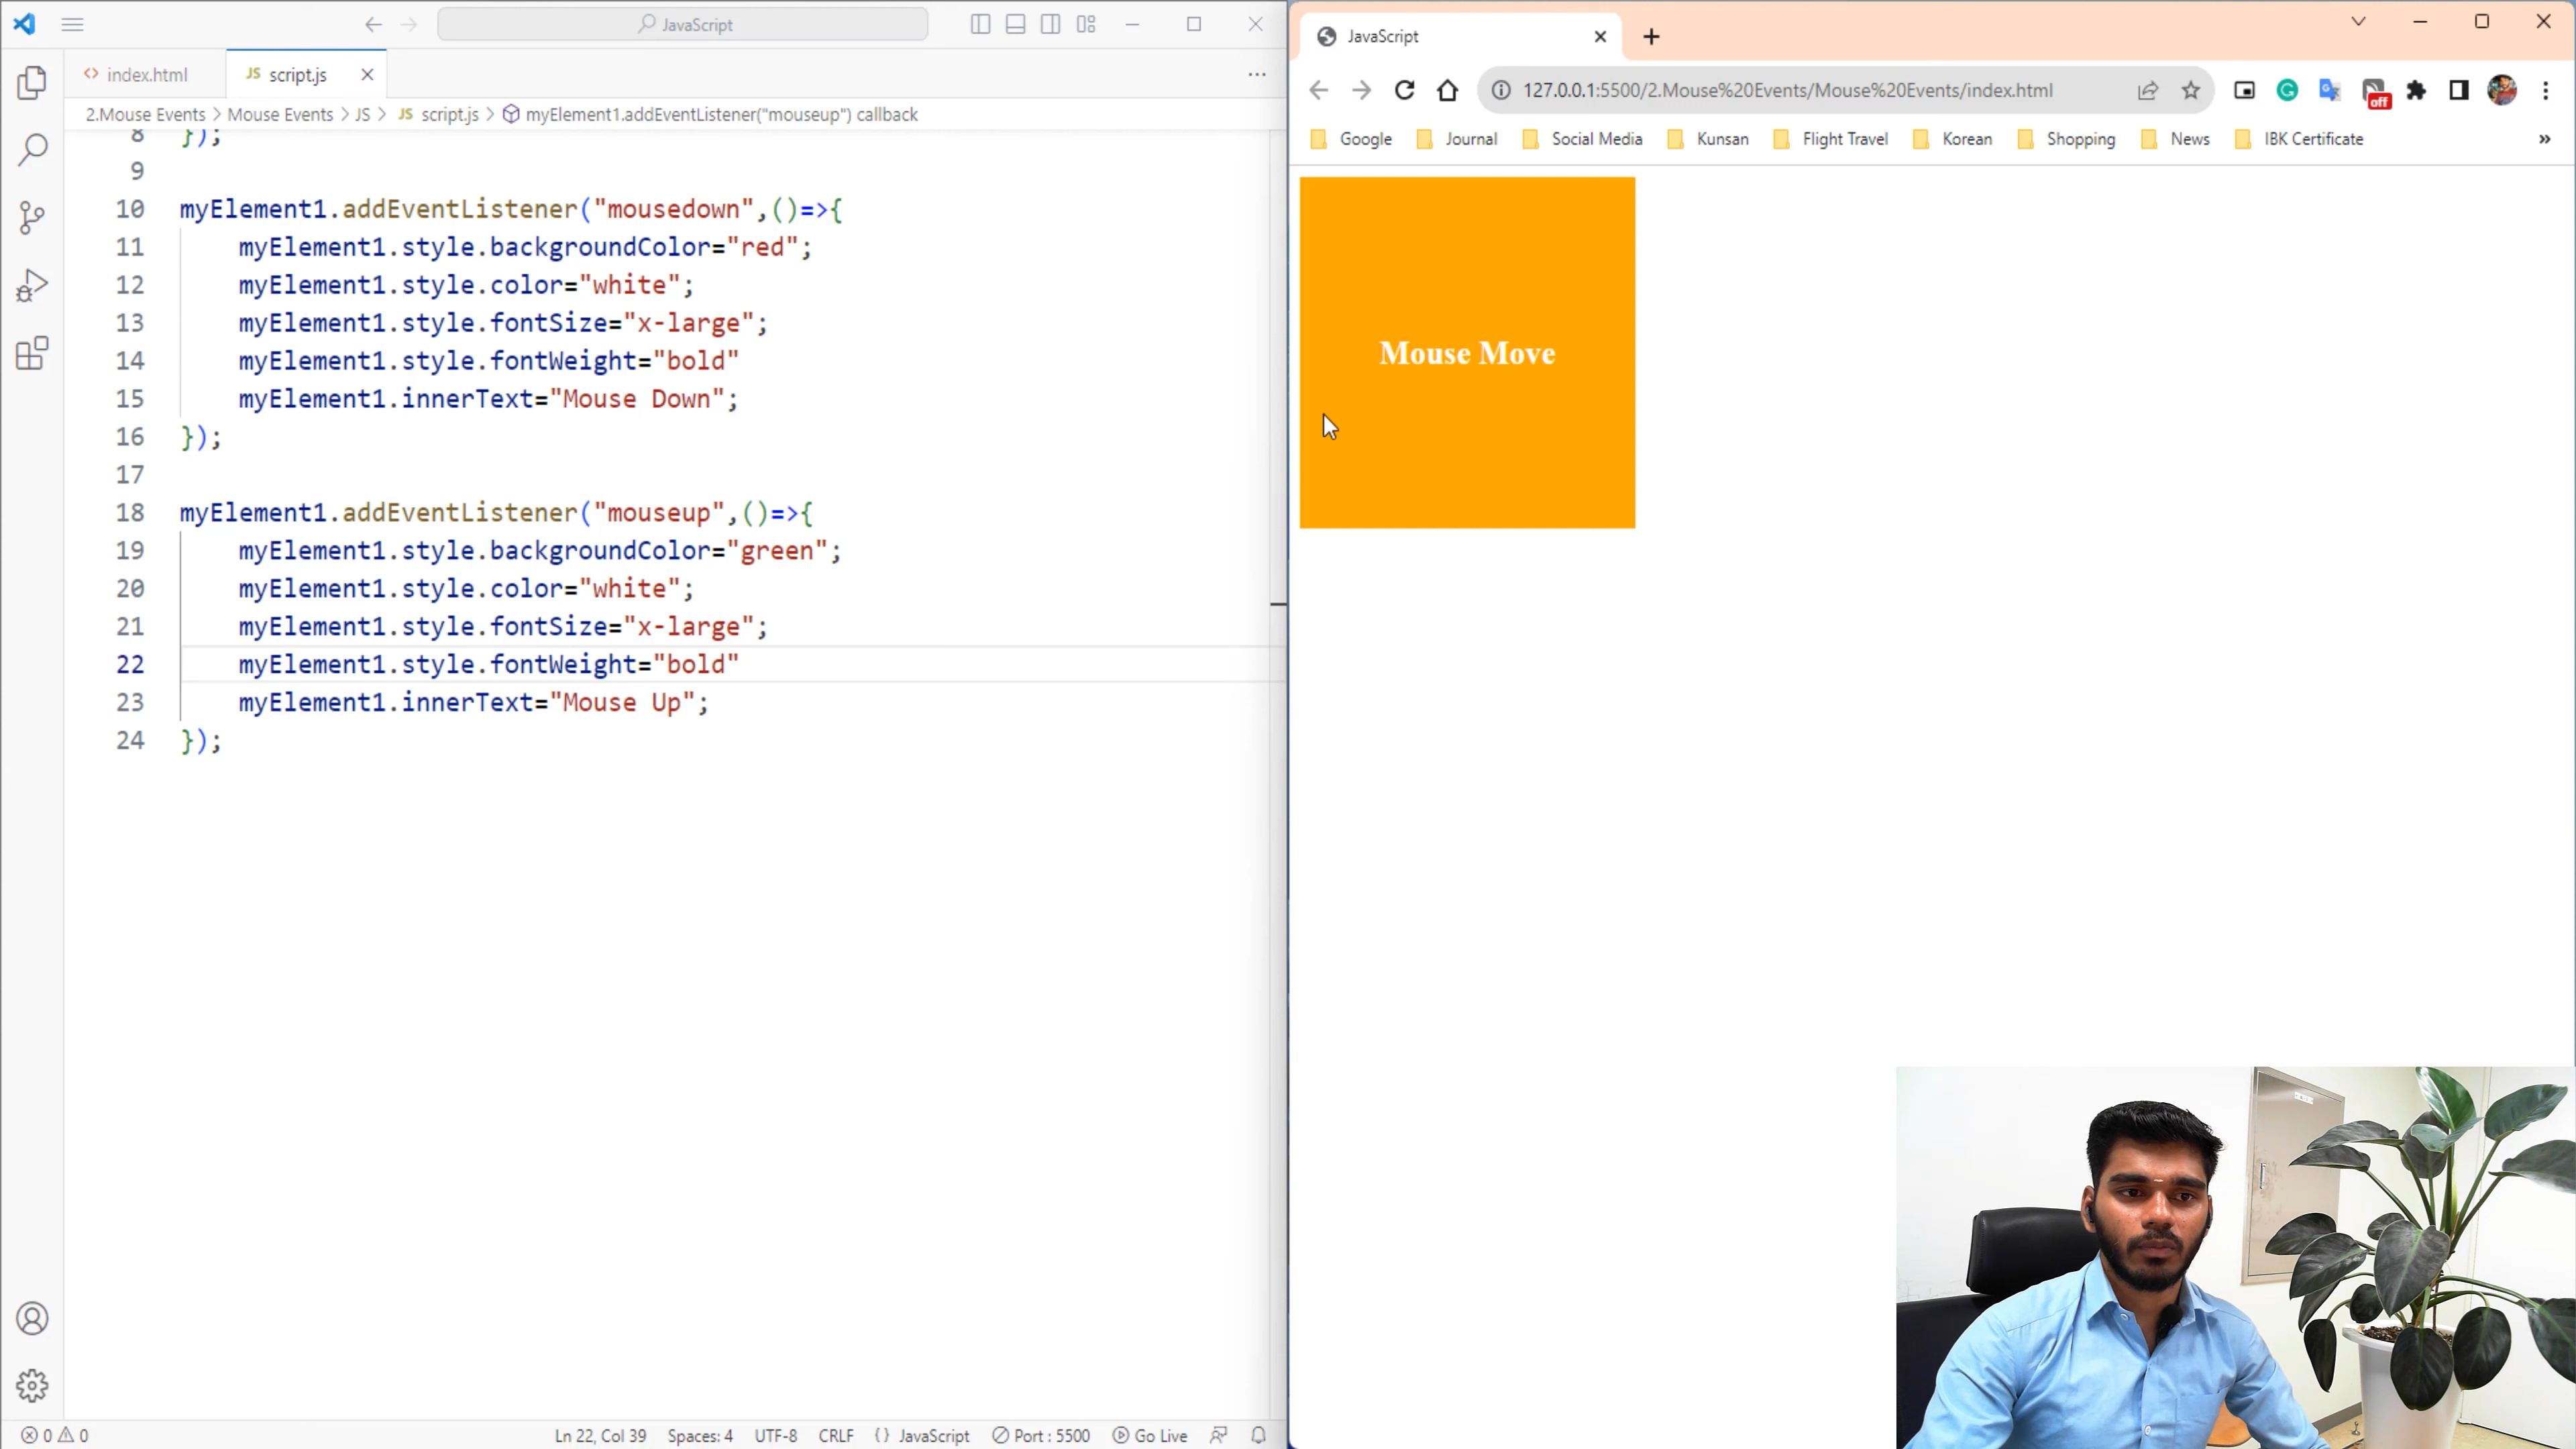 JavaScript
index.html
JS script.js
2.Mouse Events > Mouse Events > JS > JS script.js > myElement1.addEventListener("mouseup") callback
8 });
9
10 myElement1.addEventListener("mousedown",()=>{
11 myElement1.style.backgroundColor="red";
12 myElement1.style.color="white";
13 myElement1.style.fontSize="x-large";
14 myElement1.style.fontWeight="bold"
15 myElement1.innerText="Mouse Down";
16 });
17
18 myElement1.addEventListener("mouseup",()=>{
19 myElement1.style.backgroundColor="green";
20 myElement1.style.color="white";
21 myElement1.style.fontSize="x-large";
22 myElement1.style.fontWeight="bold"
23 myElement1.innerText="Mouse Up";
24 });
0 0 Ln 22, Col 39 Spaces: 4 UTF-8 CRLF {} JavaScript Port : 5500 Go Live
JavaScript
127.0.0.1:5500/2.Mouse%20Events/Mouse%20Events/index.html
off
Google Journal Social Media Kunsan Flight Travel Korean Shopping News IBK Certificate »
Mouse Move